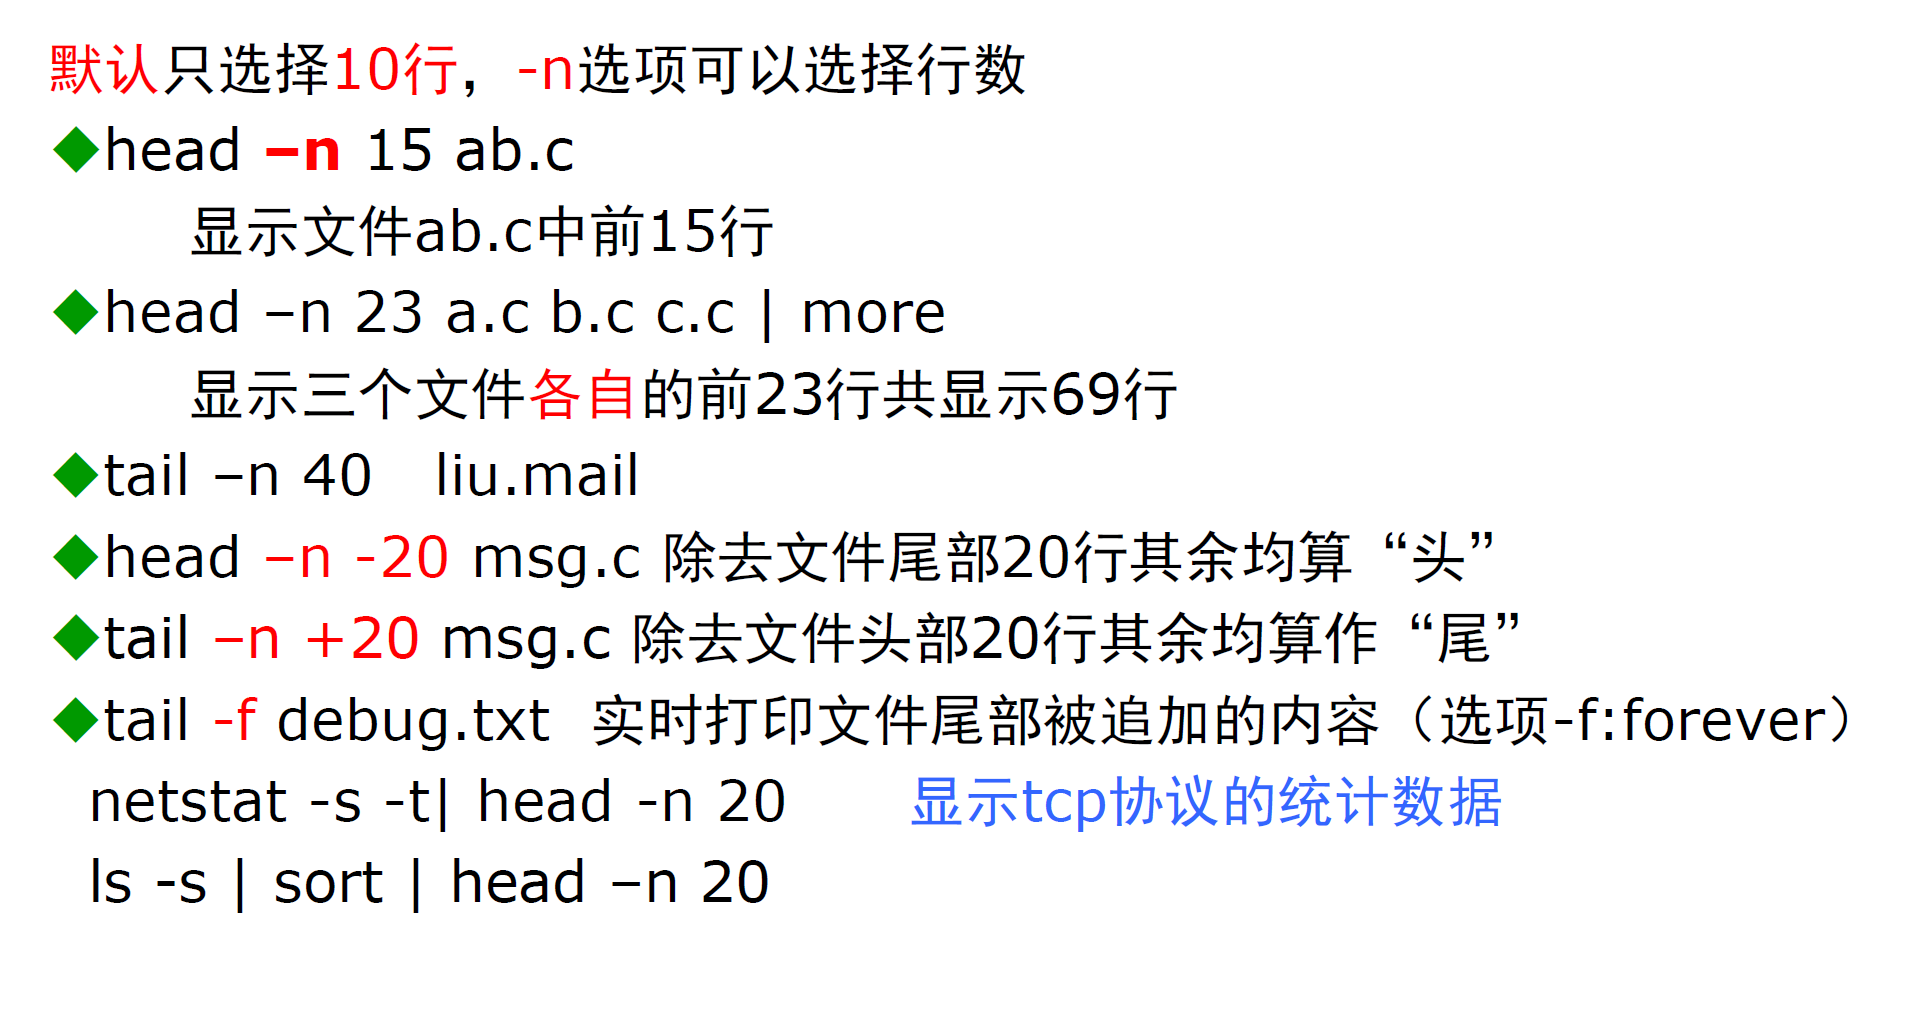 默认只选择10行，-n选项可以选择行数
◆head –n 15 ab.c
显示文件ab.c中前15行
◆head –n 23 a.c b.c c.c | more
显示三个文件各自的前23行共显示69行
◆tail –n 40 liu.mail
◆head –n -20 msg.c 除去文件尾部20行其余均算“头”
◆tail –n +20 msg.c 除去文件头部20行其余均算作“尾”
◆tail -f debug.txt 实时打印文件尾部被追加的内容（选项-f:forever）
netstat -s -t| head -n 20 显示tcp协议的统计数据
ls -s | sort | head –n 20